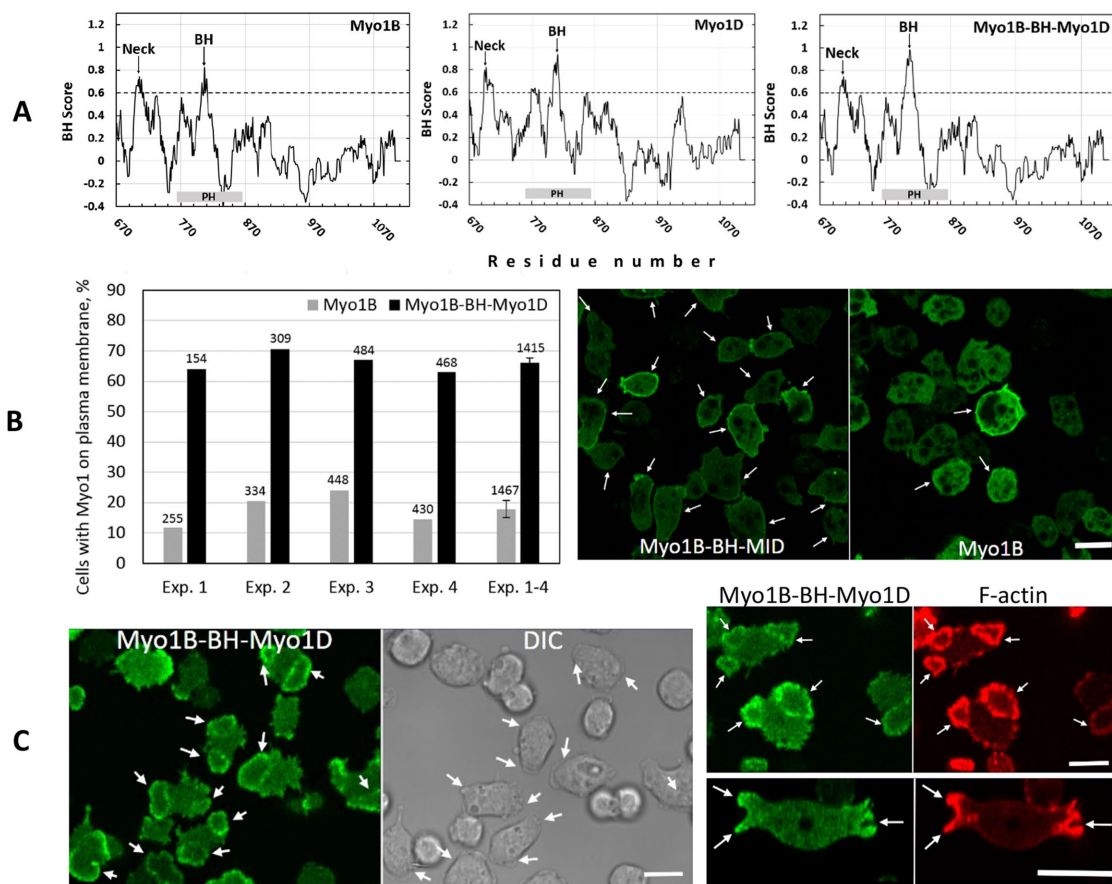 A
Myo1B
BH Score
1.2
1
0.8
0.6
0.4
0.2
0
-0.2
-0.4
Neck
BH
PH
670
770
870
970
1070
Myo1D
BH Score
1.2
1
0.8
0.6
0.4
0.2
0
-0.2
-0.4
Neck
BH
PH
670
770
870
970
1070
Myo1B-BH-Myo1D
BH Score
1.2
1
0.8
0.6
0.4
0.2
0
-0.2
-0.4
Neck
BH
PH
670
770
870
970
1070
Residue number
B
Cells with Myo1 on plasma membrane, %
90
80
70
60
50
40
30
20
10
0
Myo1B
Myo1B-BH-Myo1D
255
154
334
309
448
484
430
468
1467
1415
Exp. 1
Exp. 2
Exp. 3
Exp. 4
Exp. 1-4
Myo1B-BH-MID
Myo1B
C
Myo1B-BH-Myo1D
DIC
Myo1B-BH-Myo1D
F-actin